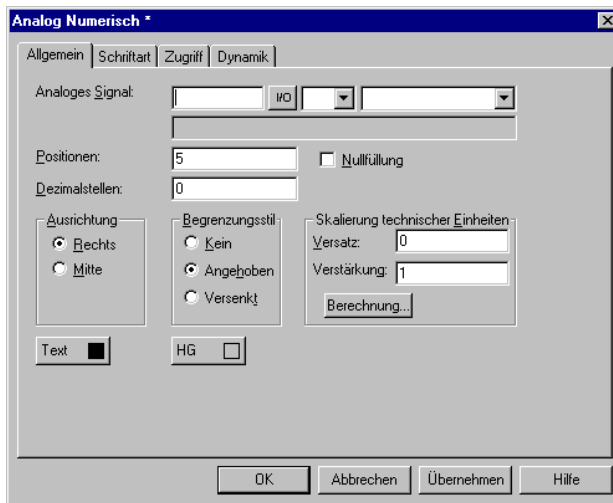 Analog Numerisch *
Allgemein Schriftart Zugriff Dynamik
Analoges Signal: I/O
Positionen: 5 Nullfüllung
Dezimalstellen: 0
Ausrichtung
Rechts
Mitte
Begrenzungsstil
Kein
Angehoben
Versenkt
Skalierung technischer Einheiten
Versatz: 0
Verstärkung: 1
Berechnung...
Text HG
OK Abbrechen Übernehmen Hilfe